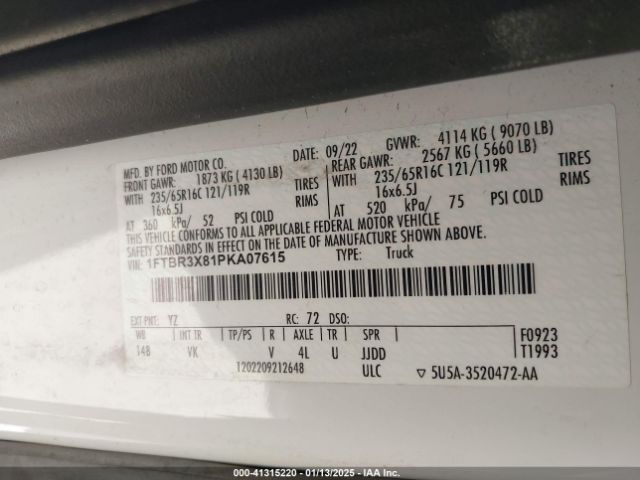 MFD. BY FORD MOTOR CO.
DATE: 09/22 GVWR: 4114 KG ( 9070 LB)
FRONT GAWR: 1873 KG ( 4130 LB) REAR GAWR: 2567 KG ( 5660 LB)
WITH 235/65R16C 121/119R TIRES WITH 235/65R16C 121/119R TIRES
16x6.5J RIMS 16x6.5J RIMS
AT 360 kPa/ 52 PSI COLD AT 520 kPa/ 75 PSI COLD
THIS VEHICLE CONFORMS TO ALL APPLICABLE FEDERAL MOTOR VEHICLE
SAFETY STANDARDS IN EFFECT ON THE DATE OF MANUFACTURE SHOWN ABOVE.
VIN: 1FTBR3X81PKA07615 TYPE: Truck
EXT PNT: YZ RC: 72 DSO:
WB INT TR TP/PS R AXLE TR SPR F0923
148 VK V 4L U JJDD T1993
1202209212648 ULC ▽ 5U5A-3520472-AA
000-41315220 - 01/13/2025 - IAA Inc.